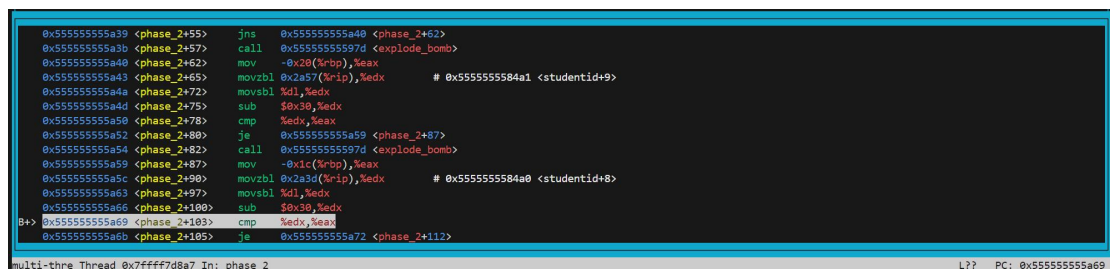 0x555555555a39 <phase_2+55> jns 0x555555555a40 <phase_2+62>
0x555555555a3b <phase_2+57> call 0x55555555597d <explode_bomb>
0x555555555a40 <phase_2+62> mov -0x20(%rbp),%eax
0x555555555a43 <phase_2+65> movzbl 0x2a57(%rip),%edx # 0x5555555584a1 <studentid+9>
0x555555555a4a <phase_2+72> movsbl %dl,%edx
0x555555555a4d <phase_2+75> sub $0x30,%edx
0x555555555a50 <phase_2+78> cmp %edx,%eax
0x555555555a52 <phase_2+80> je 0x555555555a59 <phase_2+87>
0x555555555a54 <phase_2+82> call 0x55555555597d <explode_bomb>
0x555555555a59 <phase_2+87> mov -0x1c(%rbp),%eax
0x555555555a5c <phase_2+90> movzbl 0x2a3d(%rip),%edx # 0x5555555584a0 <studentid+8>
0x555555555a63 <phase_2+97> movsbl %dl,%edx
0x555555555a66 <phase_2+100> sub $0x30,%edx
B+> 0x555555555a69 <phase_2+103> cmp %edx,%eax
0x555555555a6b <phase_2+105> je 0x555555555a72 <phase_2+112>
multi-thre Thread 0x7ffff7d8a7 In: phase_2 L?? PC: 0x555555555a69